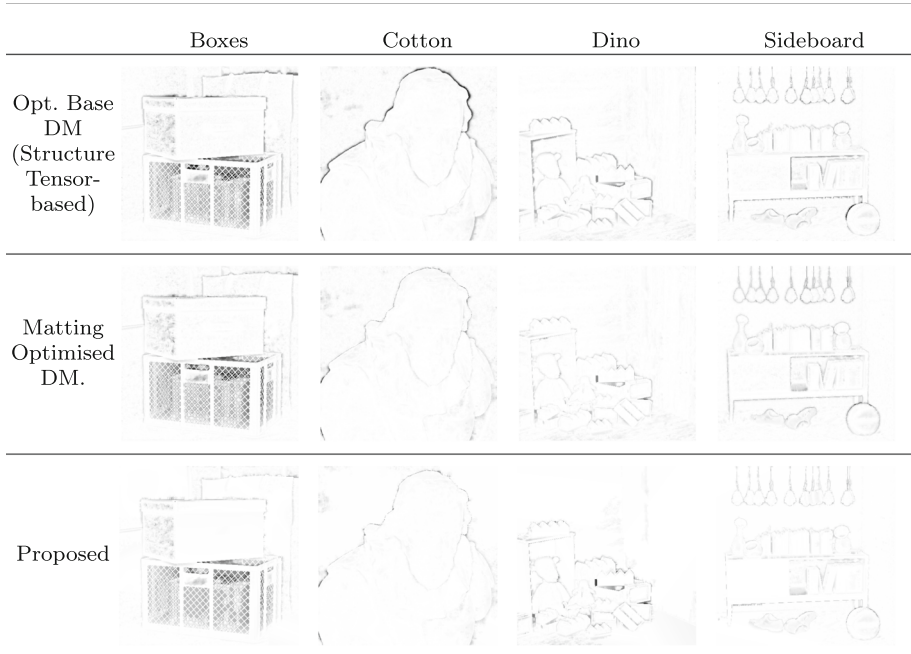 Boxes Cotton Dino Sideboard
Opt. Base
DM
(Structure
Tensor-
based)
Matting
Optimised
DM.
Proposed